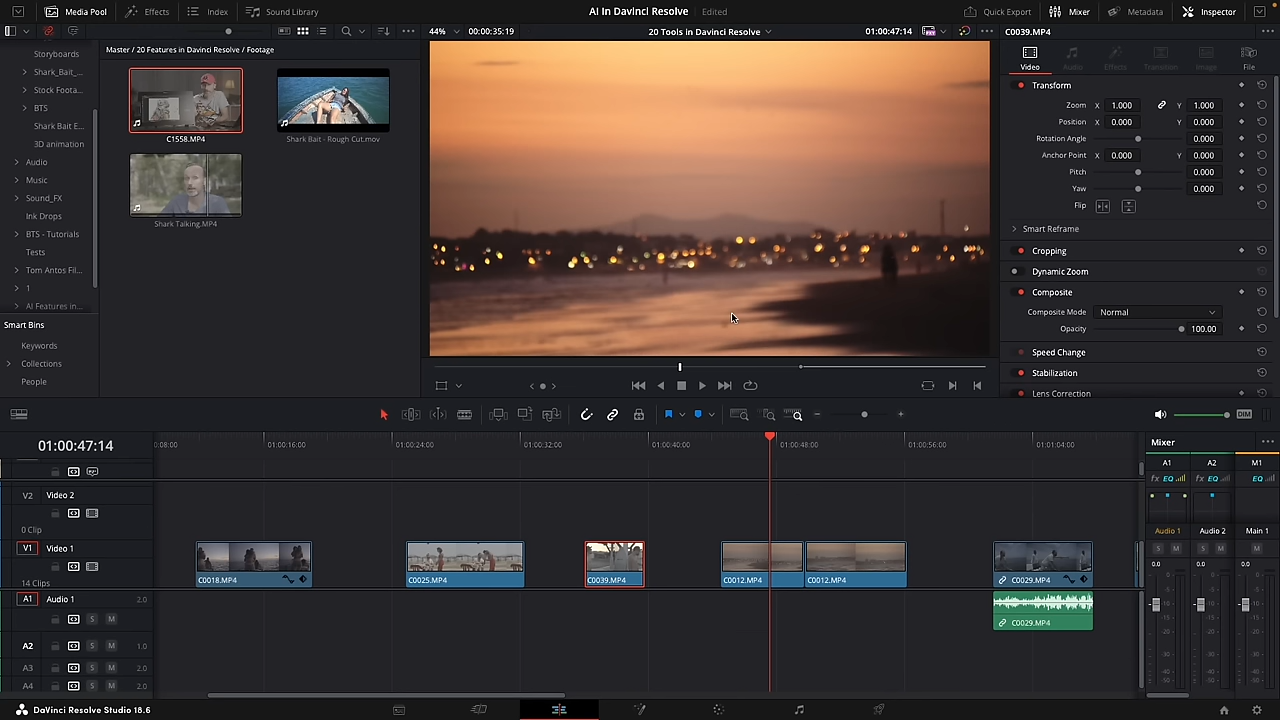 Media Pool Effects Index Sound Library AI In Davinci Resolve Edited Quick Export Mixer Metadata Inspector
44% 00:00:35:19 20 Tools in Davinci Resolve 01:00:47:14 C0039.MP4
Master / 20 Features in Davinci Resolve / Footage
Storyboards
Shark_Bait_...
Stock Foota...
BTS
Shark Bait E...
3D animation
Audio
Music
Sound_FX
Ink Drops
BTS - Tutorials
Tests
Tom Antos Fil...
1
AI Features in...
Smart Bins
Keywords
Collections
People
C1558.MP4
Shark Bait - Rough Cut.mov
Shark Talking.MP4
Video Audio Effects Transition Image File
Transform
Zoom X 1.000 Y 1.000
Position X 0.000 Y 0.000
Rotation Angle 0.000
Anchor Point X 0.000 Y 0.000
Pitch 0.000
Yaw 0.000
Flip
Smart Reframe
Cropping
Dynamic Zoom
Composite
Composite Mode Normal
Opacity 100.00
Speed Change
Stabilization
Lens Correction
DIM
01:00:47:14
0:08:00 01:00:16:00 01:00:24:00 01:00:32:00 01:00:40:00 01:00:48:00 01:00:56:00 01:01:04:00
V2 Video 2
0 Clip
V1 Video 1
14 Clips
C0018.MP4 C0025.MP4 C0039.MP4 C0012.MP4 C0012.MP4 C0029.MP4
A1 Audio 1 2.0
S M
C0029.MP4
A2 S M 1.0
A3 S M 2.0
A4 S M 2.0
Mixer
A1 A2 M1
fx EQ fx EQ EQ
Audio 1 Audio 2 Main 1
S M S M M
0.0 0.0 0.0
DaVinci Resolve Studio 18.6